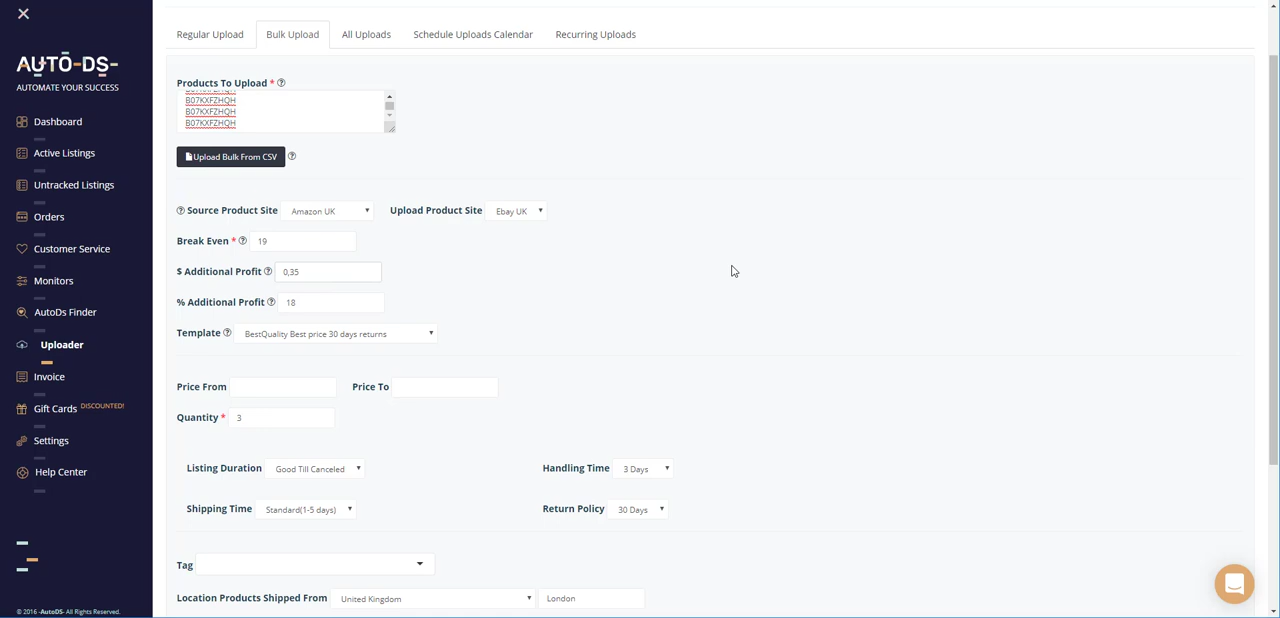 Regular Upload Bulk Upload All Uploads Schedule Uploads Calendar Recurring Uploads
AUTO-DS-
AUTOMATE YOUR SUCCESS
Dashboard
Active Listings
Untracked Listings
Orders
Customer Service
Monitors
AutoDs Finder
Uploader
Invoice
Gift Cards DISCOUNTED!
Settings
Help Center
© 2016 -AutoDS- All Rights Reserved.
Products To Upload *
B07KXFZHQH
B07KXFZHQH
B07KXFZHQH
B07KXFZHQH
Upload Bulk From CSV
Source Product Site Amazon UK Upload Product Site Ebay UK
Break Even * 19
$ Additional Profit 0,35
% Additional Profit 18
Template BestQuality Best price 30 days returns
Price From Price To
Quantity * 3
Listing Duration Good Till Canceled Handling Time 3 Days
Shipping Time Standard(1-5 days) Return Policy 30 Days
Tag
Location Products Shipped From United Kingdom London